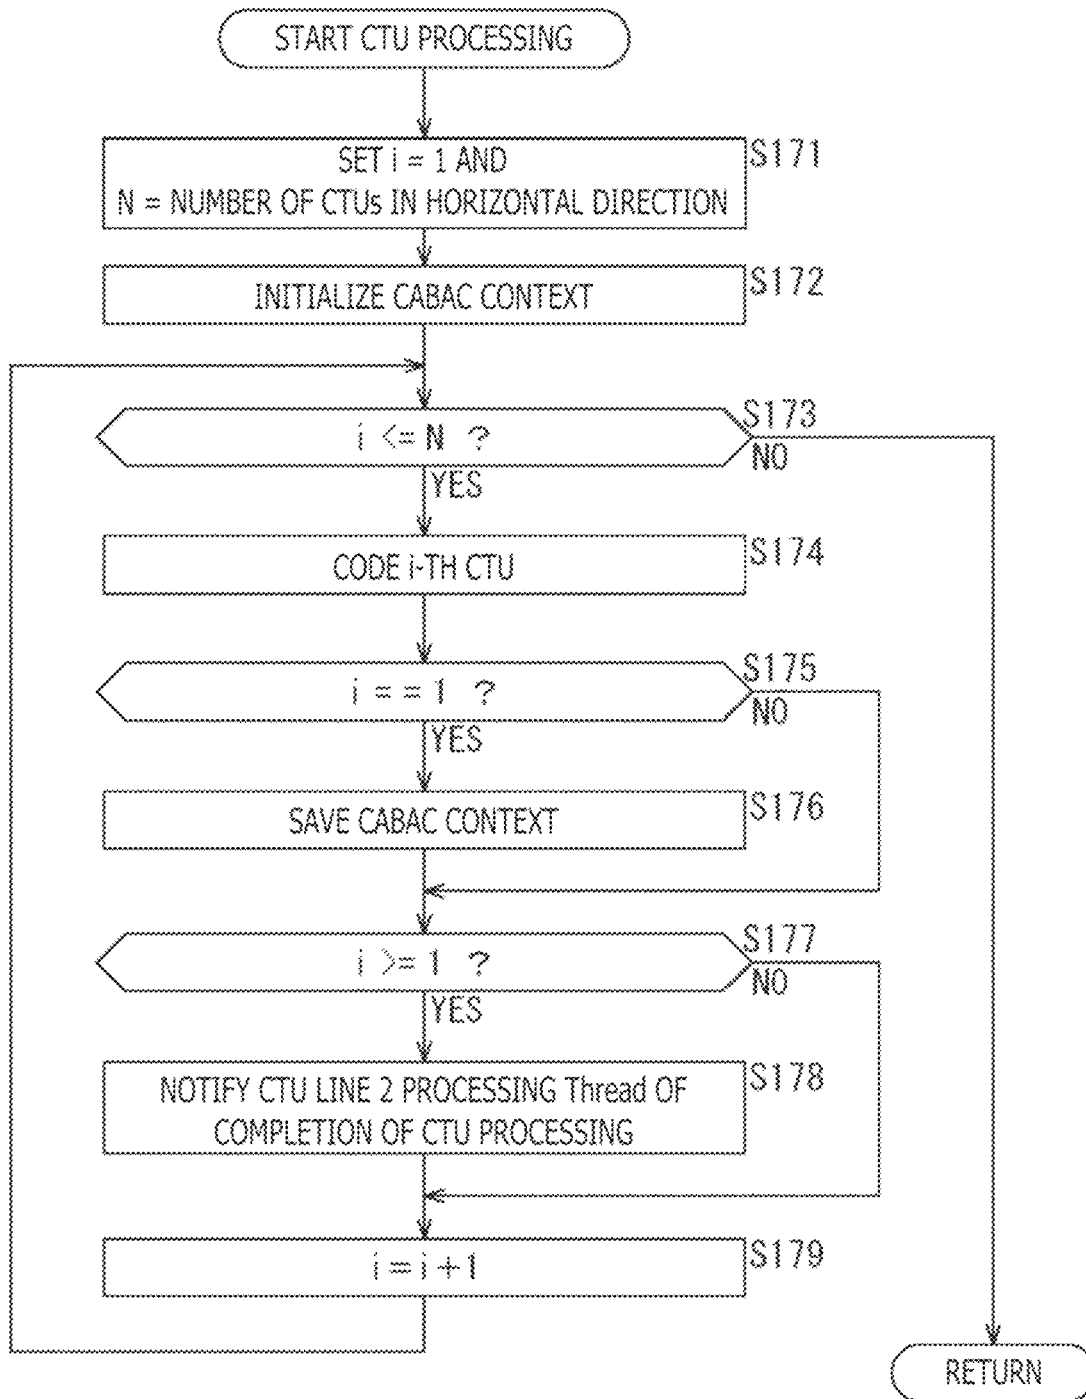 START CTU PROCESSING
SET i = 1 AND
N = NUMBER OF CTUs IN HORIZONTAL DIRECTION
S171
INITIALIZE CABAC CONTEXT
S172
i <= N ?
S173
NO
YES
CODE i-TH CTU
S174
i == 1 ?
S175
NO
YES
SAVE CABAC CONTEXT
S176
i >= 1 ?
S177
NO
YES
NOTIFY CTU LINE 2 PROCESSING Thread OF
COMPLETION OF CTU PROCESSING
S178
i = i + 1
S179
RETURN